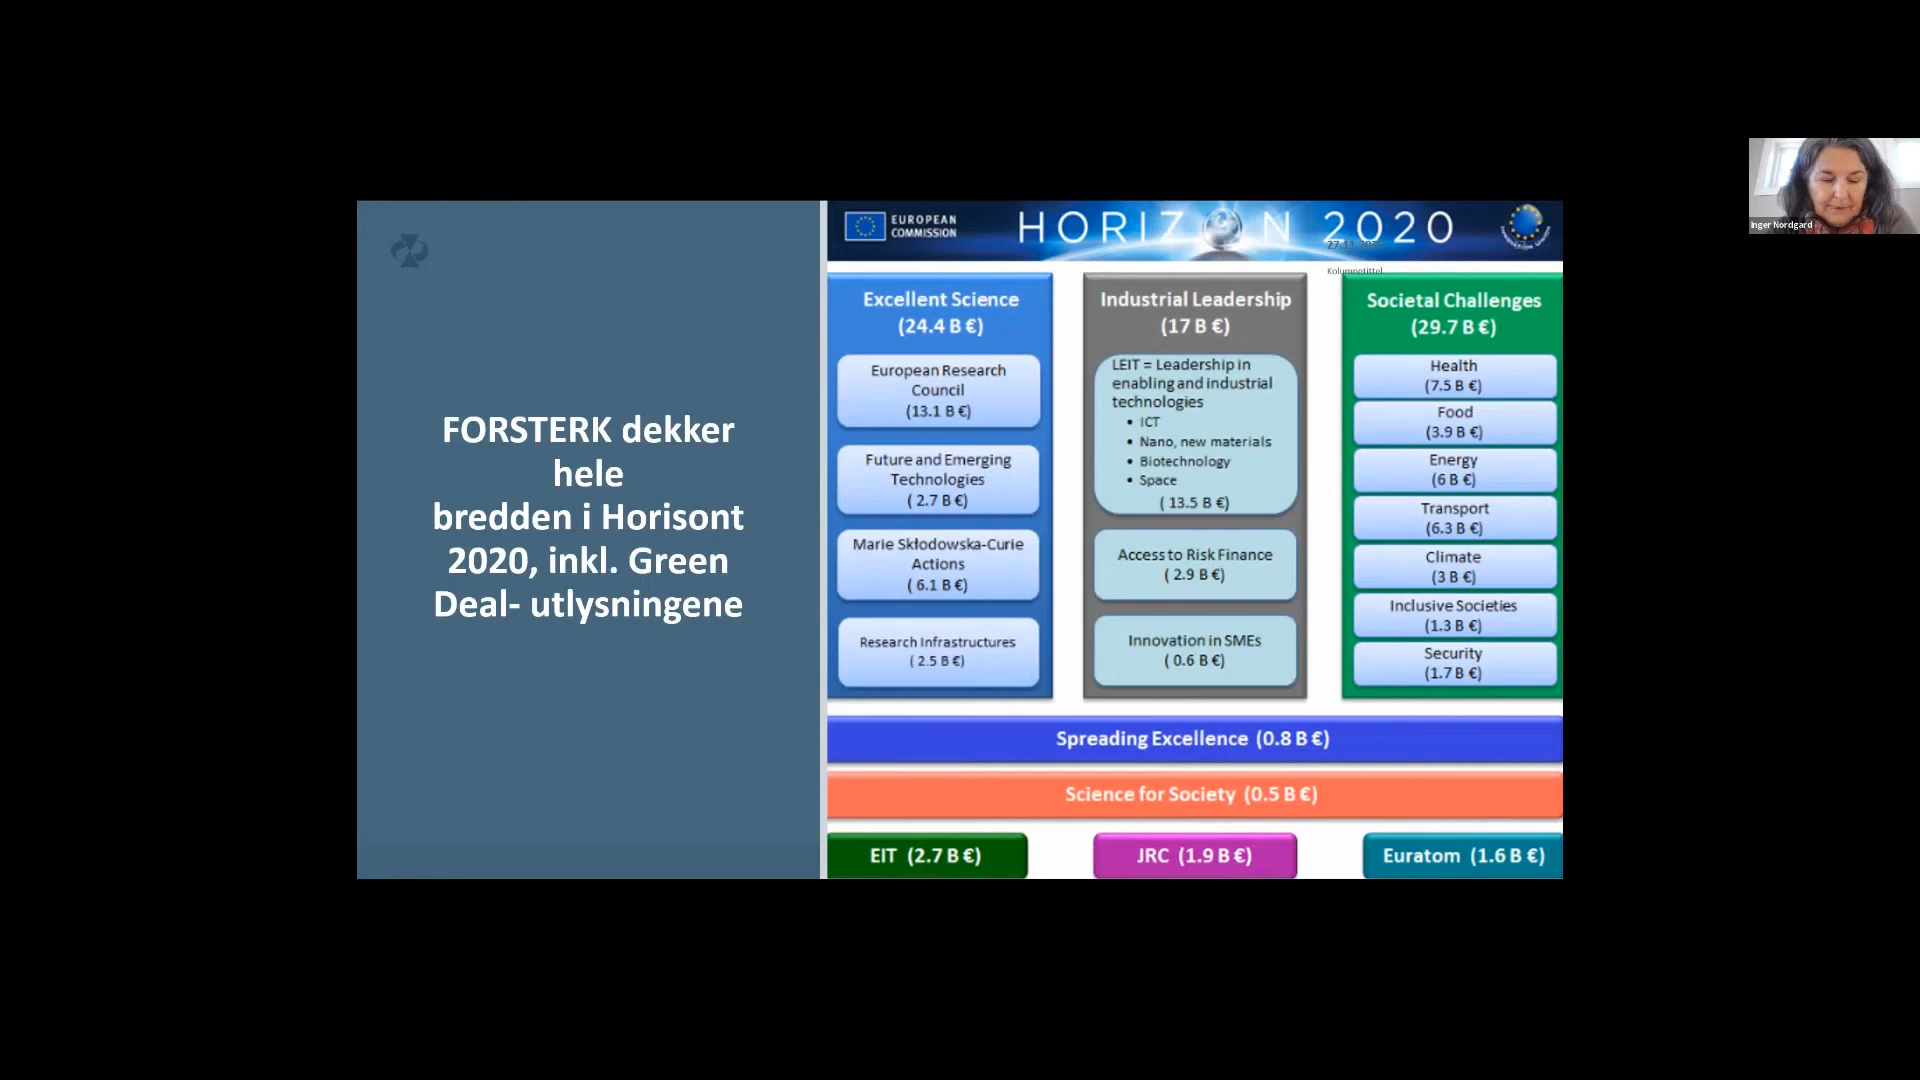 FORSTERK dekker
hele
bredden i Horisont
2020, inkl. Green
Deal- utlysningene
EUROPEAN
COMMISSION
HORIZON 2020
Kolumnetittel
Excellent Science
(24.4 B €)
European Research
Council
(13.1 B €)
Future and Emerging
Technologies
( 2.7 B €)
Marie Skłodowska-Curie
Actions
( 6.1 B €)
Research Infrastructures
( 2.5 B €)
Industrial Leadership
(17 B €)
LEIT = Leadership in
enabling and industrial
technologies
• ICT
• Nano, new materials
• Biotechnology
• Space
( 13.5 B €)
Access to Risk Finance
( 2.9 B €)
Innovation in SMEs
( 0.6 B €)
Societal Challenges
(29.7 B €)
Health
(7.5 B €)
Food
(3.9 B €)
Energy
(6 B €)
Transport
(6.3 B €)
Climate
(3 B €)
Inclusive Societies
(1.3 B €)
Security
(1.7 B €)
Spreading Excellence (0.8 B €)
Science for Society (0.5 B €)
EIT (2.7 B €)
JRC (1.9 B €)
Euratom (1.6 B €)
Inger Nordgard